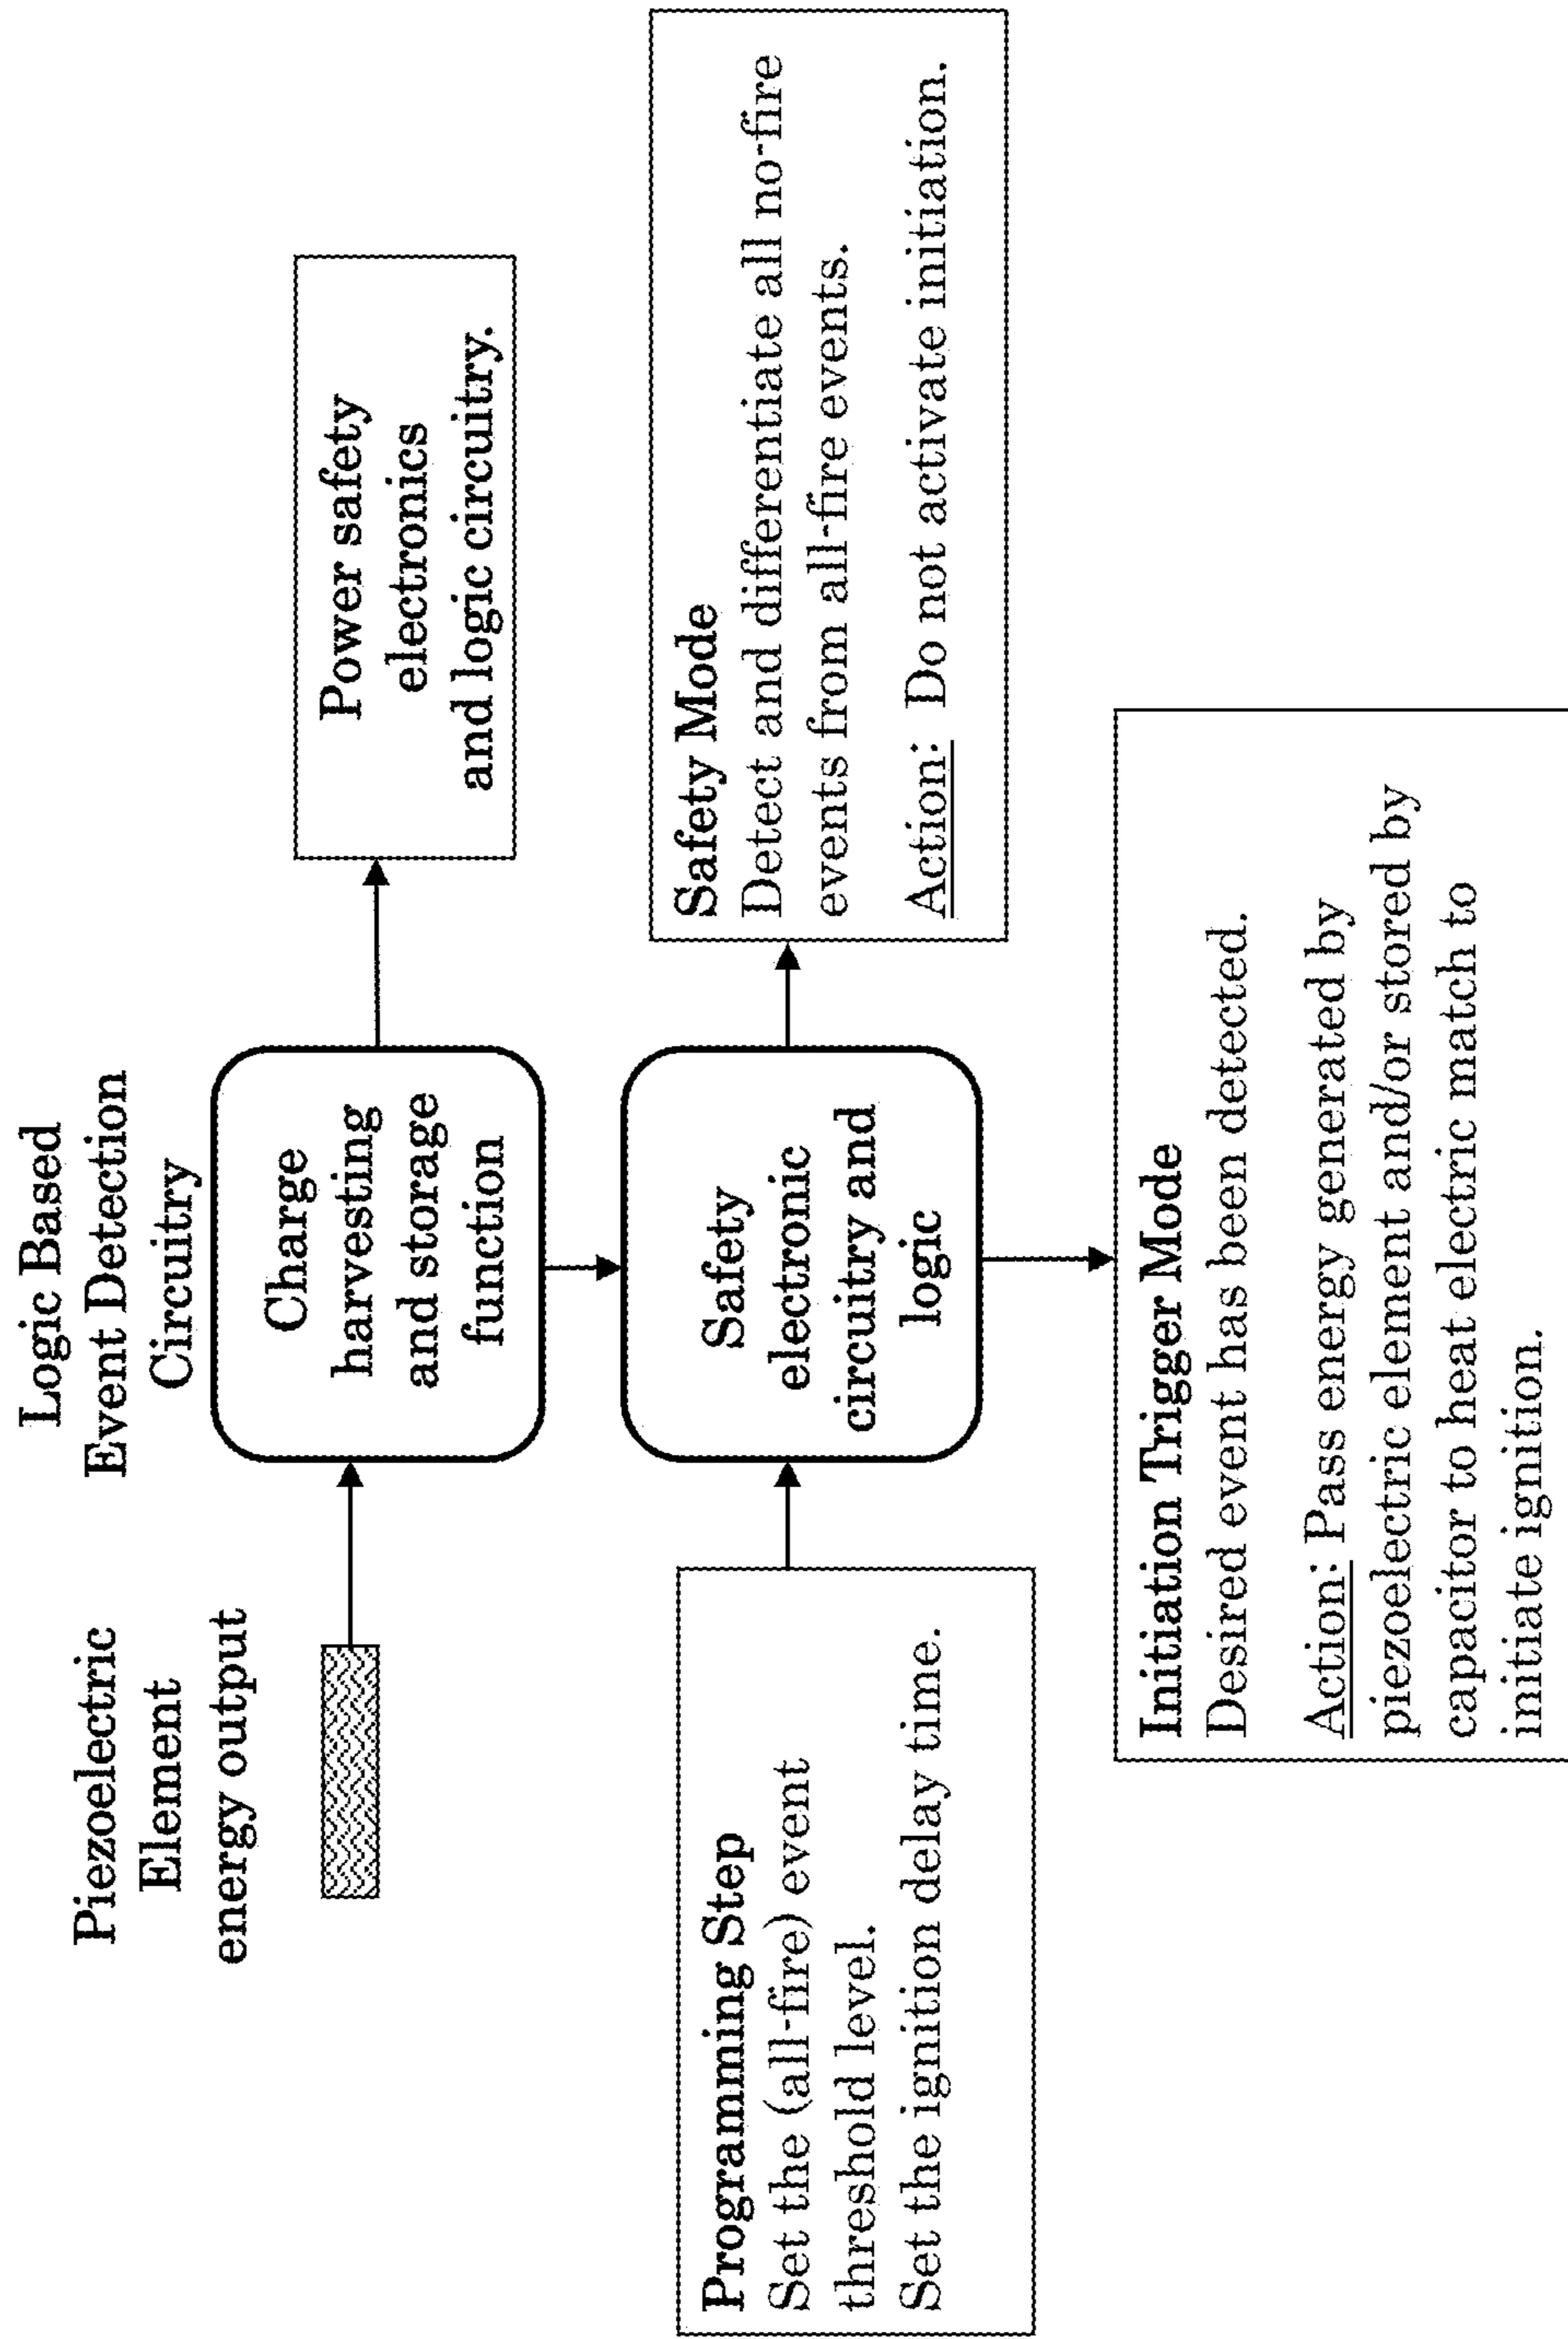 Piezoelectric
Element
energy output
Logic Based
Event Detection
Circuitry
Charge
harvesting
and storage
function
Power safety
electronics
and logic circuitry.
Programming Step
Set the (all-fire) event
threshold level.
Set the ignition delay time.
Safety
electronic
circuitry and
logic
Safety Mode
Detect and differentiate all no-fire
events from all-fire events.
Action: Do not activate initiation.
Initiation Trigger Mode
Desired event has been detected.
Action: Pass energy generated by
piezoelectric element and/or stored by
capacitor to heat electric match to
initiate ignition.